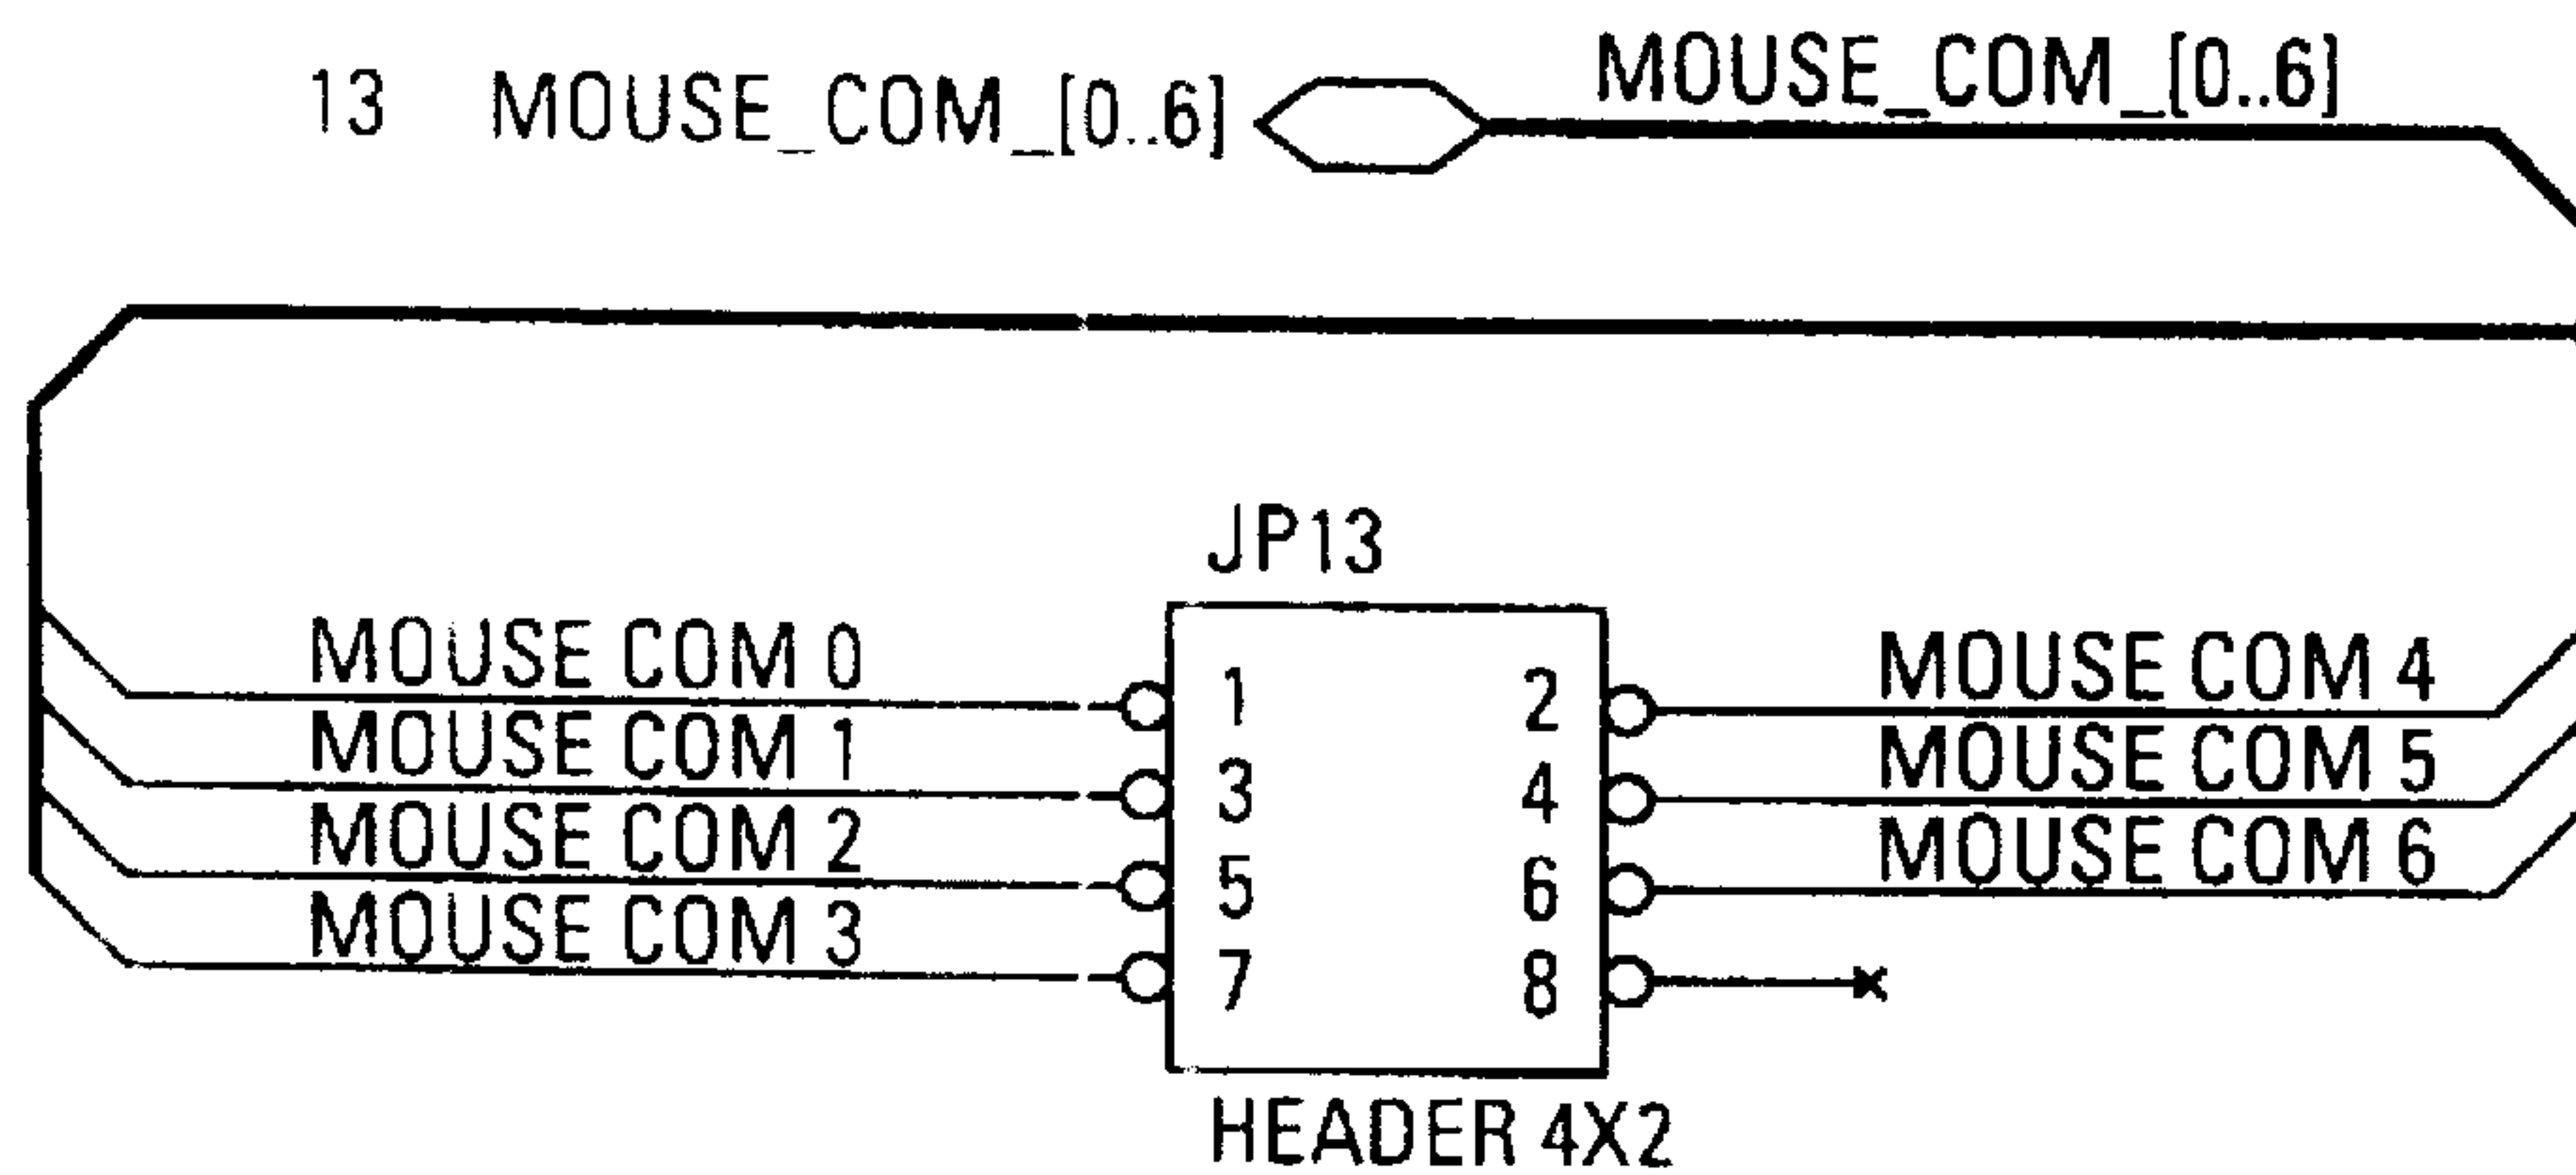 13 MOUSE_COM_[0..6] MOUSE_COM_[0..6]
JP13
MOUSE COM 0 1 2 MOUSE COM 4
MOUSE COM 1 3 4 MOUSE COM 5
MOUSE COM 2 5 6 MOUSE COM 6
MOUSE COM 3 7 8
HEADER 4X2